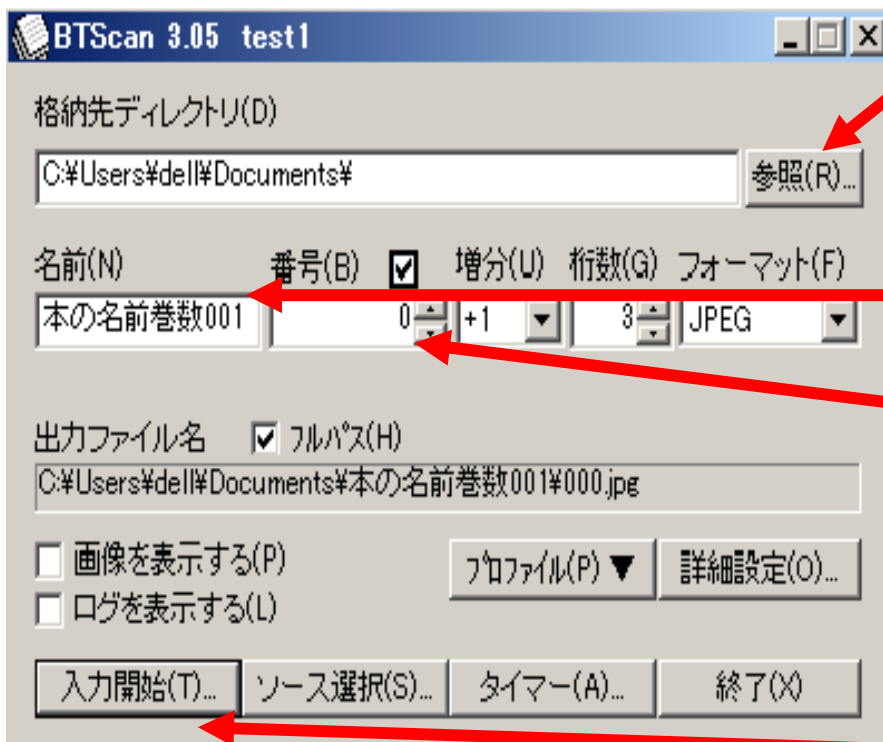 BTScan 3.05 test1
格納先ディレクトリ(D)
C:¥Users¥dell¥Documents¥ 参照(R)...
名前(N) 番号(B) 増分(U) 桁数(G) フォーマット(F)
本の名前巻数001 0 +1 3 JPEG
出力ファイル名 フルパス(H)
C:¥Users¥dell¥Documents¥本の名前巻数001¥000.jpg
画像を表示する(P) プロファイル(P)▼ 詳細設定(O)...
ログを表示する(L)
入力開始(T)... ソース選択(S)... タイマー(A)... 終了(X)